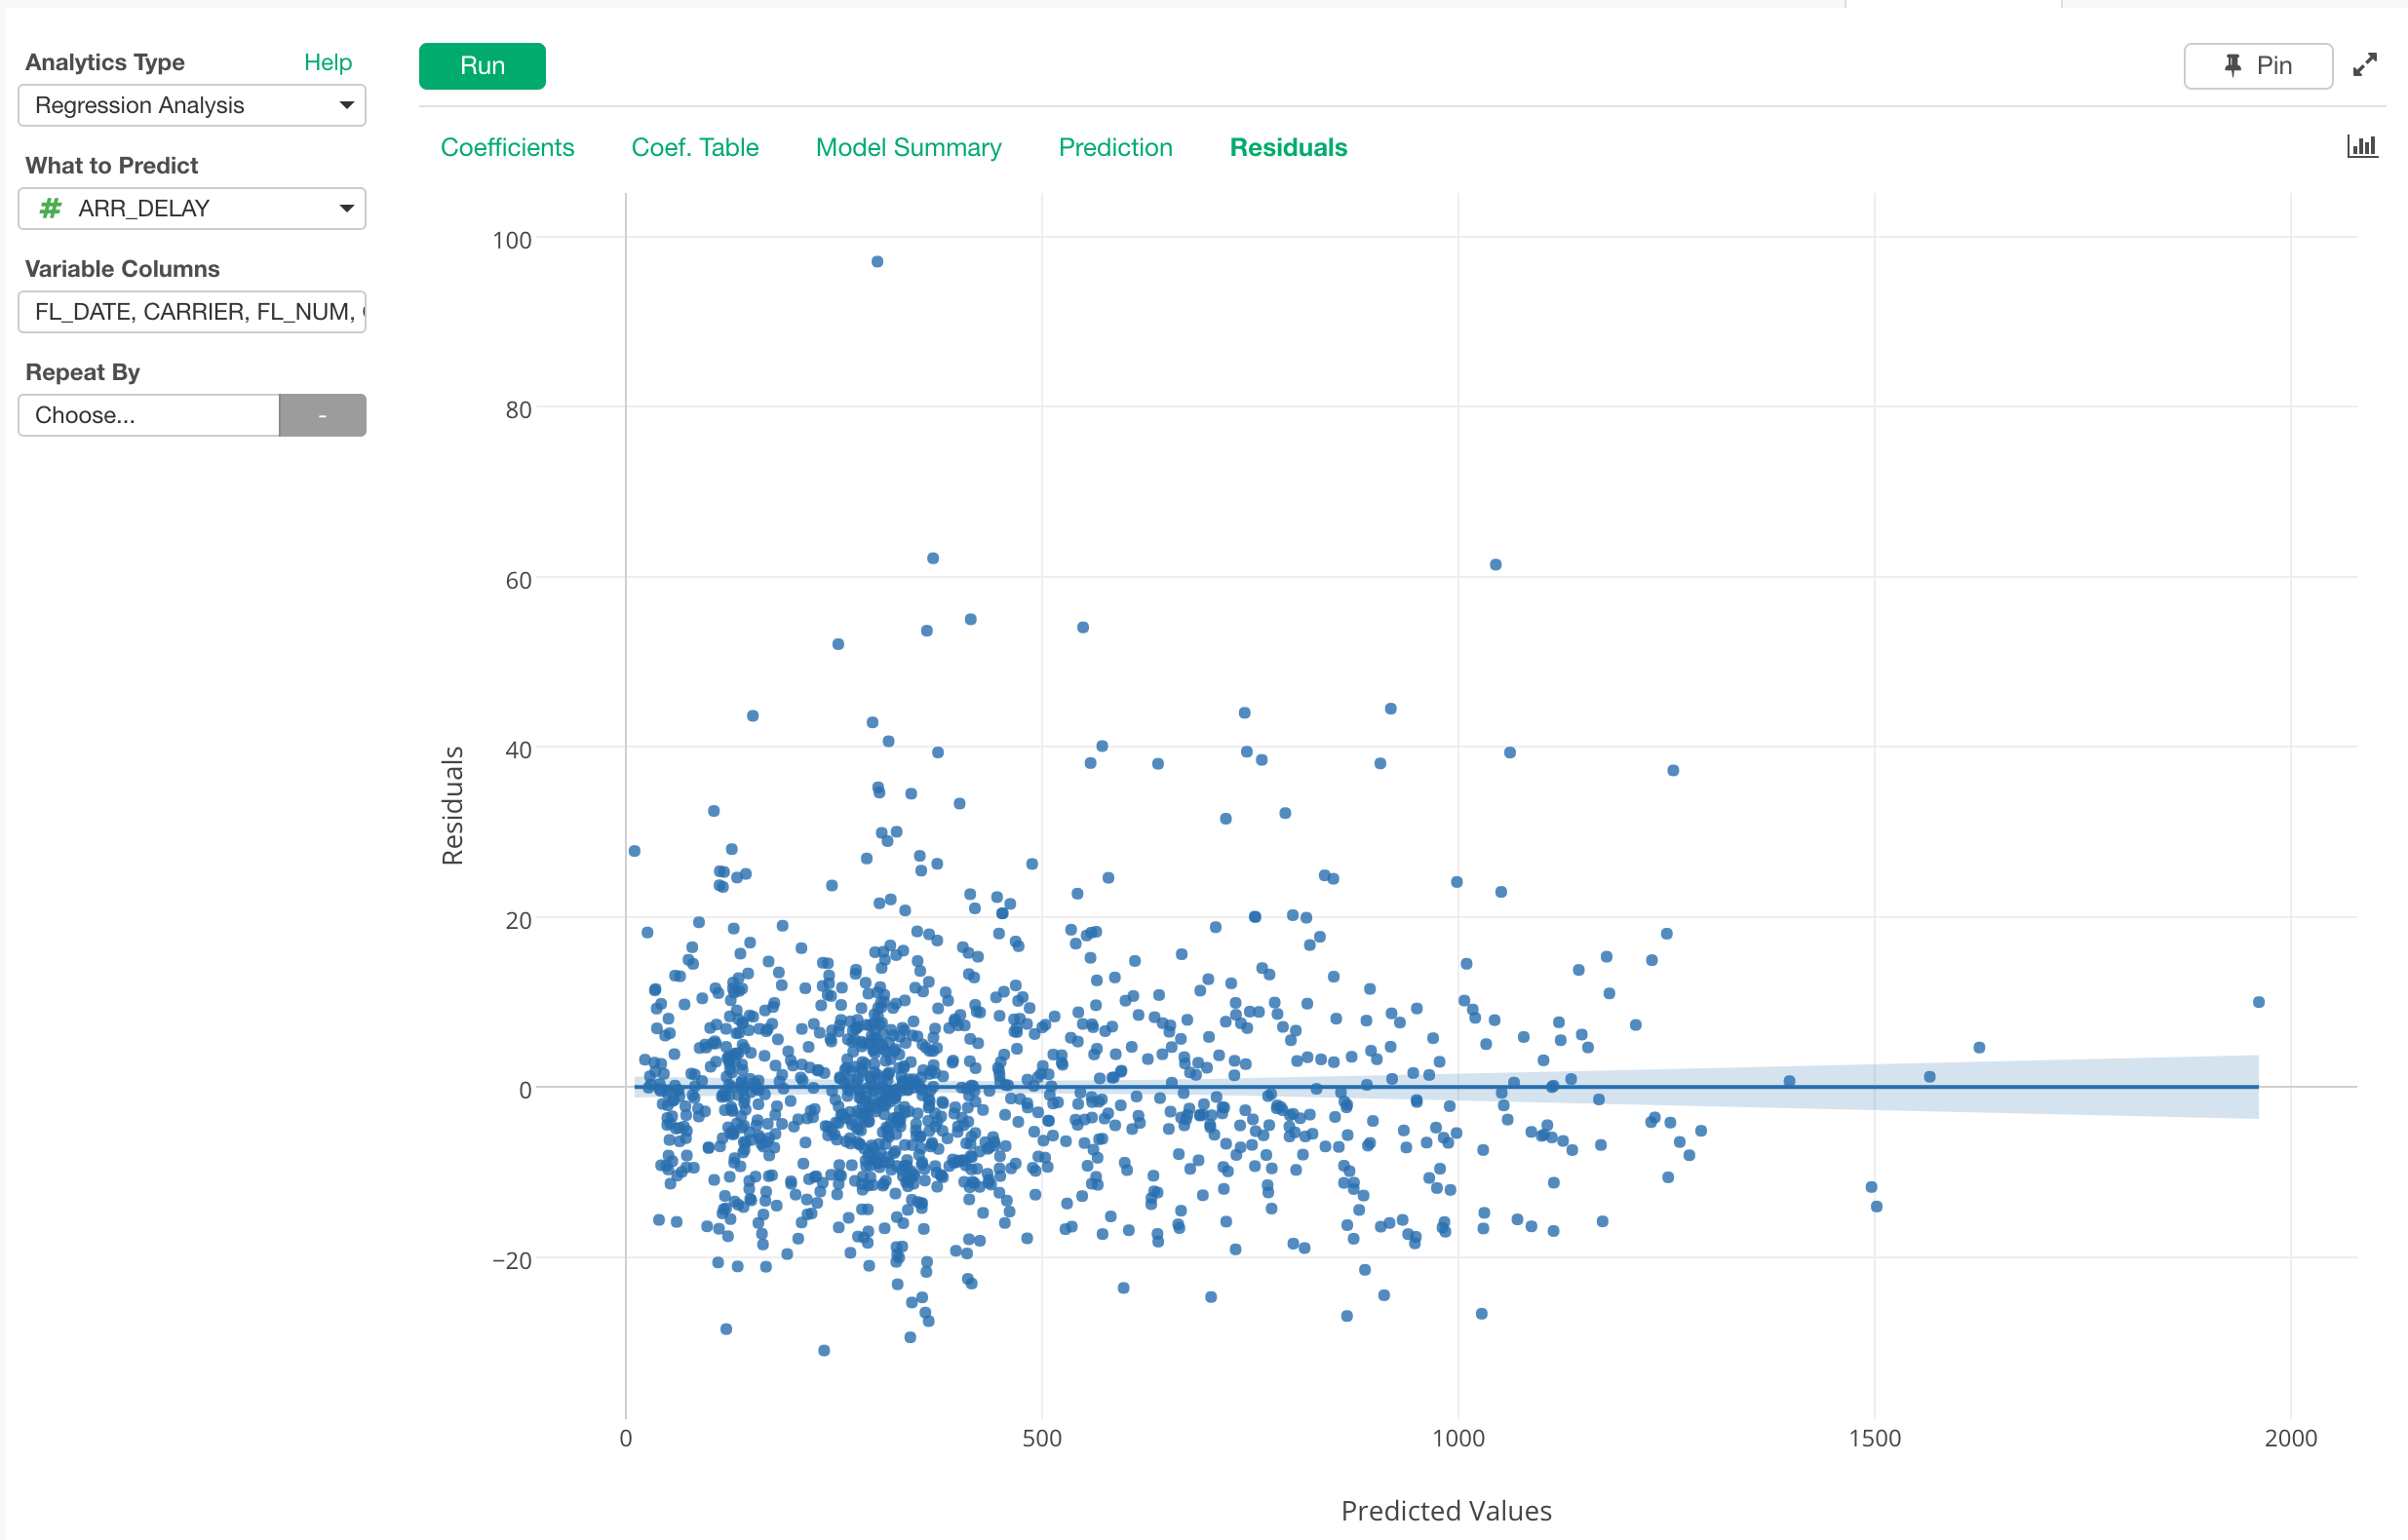 Analytics Type
Help
Regression Analysis
What to Predict
# ARR_DELAY
Variable Columns
FL_DATE, CARRIER, FL_NUM,
Repeat By
Choose...
-
Run
Pin
Coefficients
Coef. Table
Model Summary
Prediction
Residuals
100
80
60
40
20
0
−20
Residuals
0
500
1000
1500
2000
Predicted Values